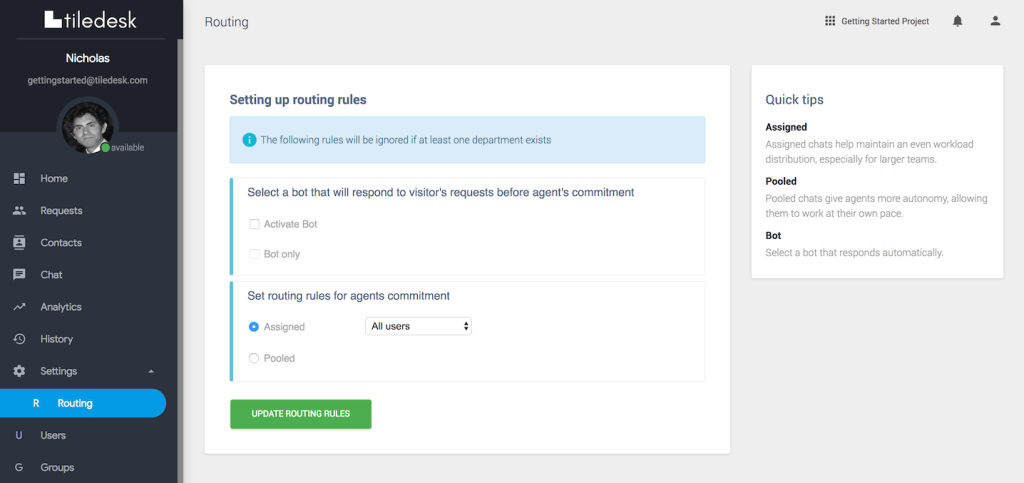 tiledesk
Nicholas
gettingstarted@tiledesk.com
available
Home
Requests
Contacts
Chat
Analytics
History
Settings
R Routing
U Users
G Groups
Routing
Getting Started Project
Setting up routing rules
The following rules will be ignored if at least one department exists
Select a bot that will respond to visitor's requests before agent's commitment
Activate Bot
Bot only
Set routing rules for agents commitment
Assigned All users
Pooled
UPDATE ROUTING RULES
Quick tips
Assigned
Assigned chats help maintain an even workload
distribution, especially for larger teams.
Pooled
Pooled chats give agents more autonomy, allowing
them to work at their own pace.
Bot
Select a bot that responds automatically.